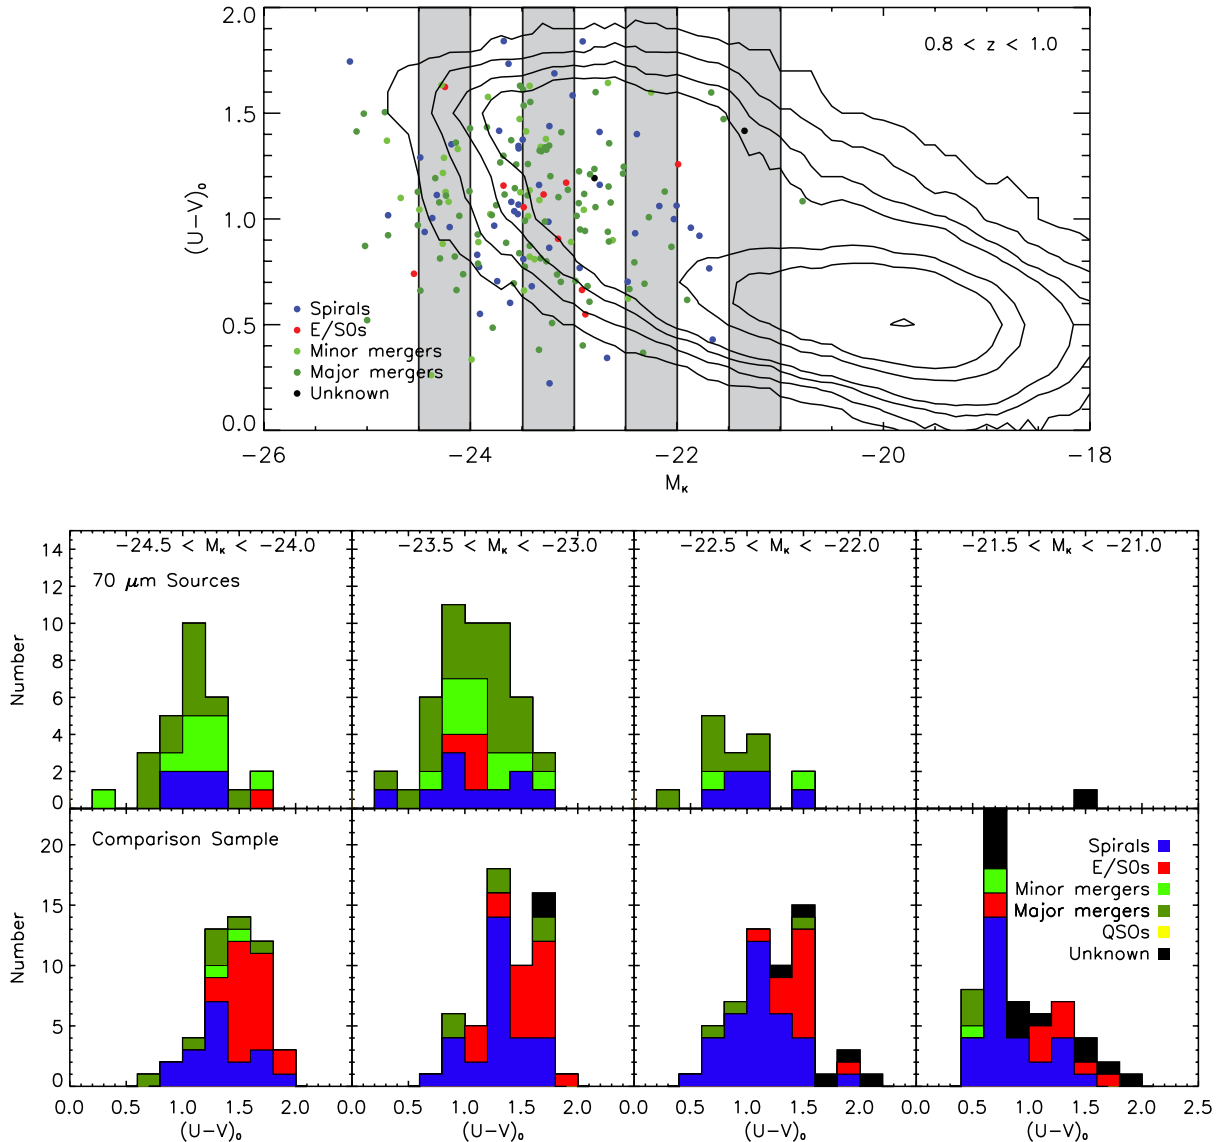 2.0
1.5
1.0
0.5
0.0
(U−V)₀
0.8 < z < 1.0
Spirals
E/S0s
Minor mergers
Major mergers
Unknown
−26 −24 −22 −20 −18
M_K
−24.5 < M_K < −24.0
−23.5 < M_K < −23.0
−22.5 < M_K < −22.0
−21.5 < M_K < −21.0
70 μm Sources
14
12
10
8
6
4
2
0
Number
Comparison Sample
20
15
10
5
0
Number
Spirals
E/S0s
Minor mergers
Major mergers
QSOs
Unknown
0.0 0.5 1.0 1.5 2.0 0.0 0.5 1.0 1.5 2.0 0.0 0.5 1.0 1.5 2.0 0.0 0.5 1.0 1.5 2.0 2.5
(U−V)₀ (U−V)₀ (U−V)₀ (U−V)₀